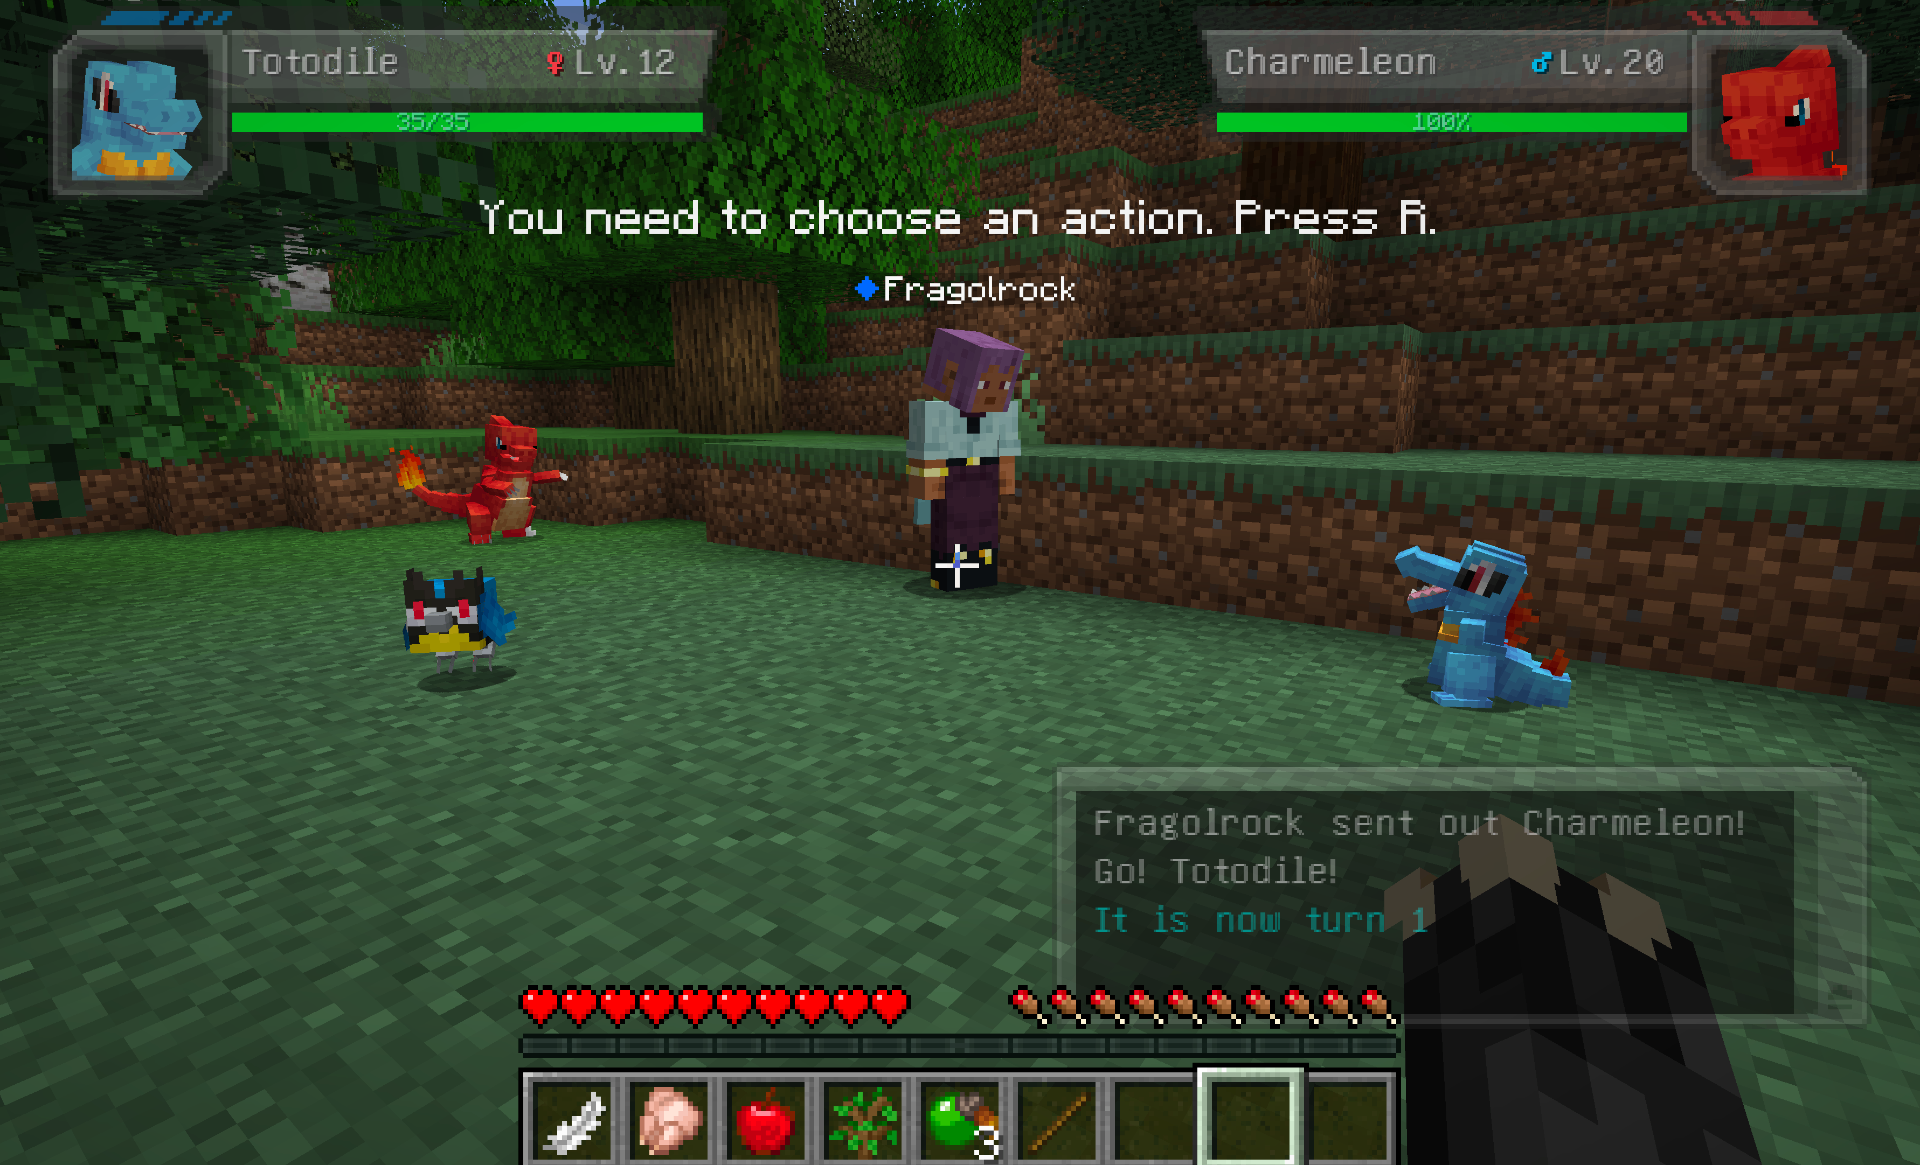 Totodile ♀ Lv.12
35/35
Charmeleon ♂ Lv.20
100%
You need to choose an action. Press R.
Fragolrock
Fragolrock sent out Charmeleon!
Go! Totodile!
It is now turn 1
3